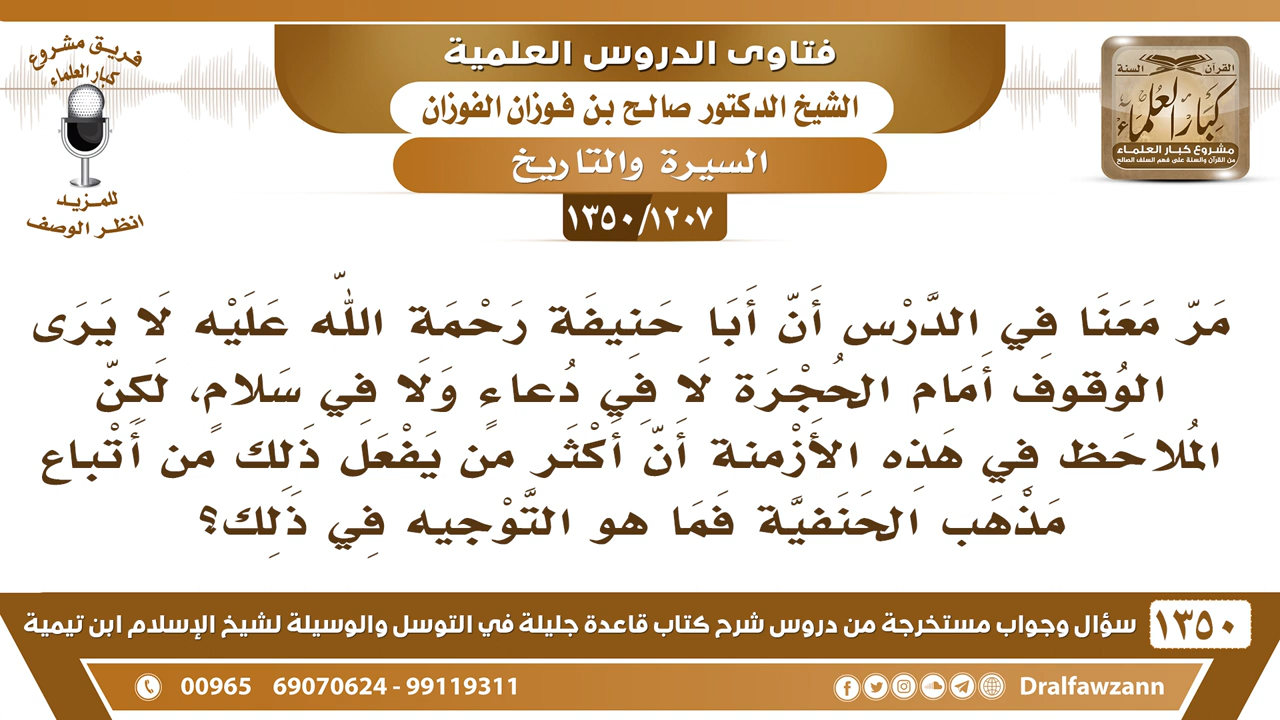 فتاوى الدروس العلمية
الشيخ الدكتور صالح بن فوزان الفوزان
السيرة والتاريخ
١٣٥٠/١٢٠٧
فريق مشروع
كبار العلماء
للمزيد
انظر الوصف
القرآن السنة
كبار العلماء
مشروع كبار العلماء
من القرآن والسنة على فهم السلف الصالح
مَرّ مَعَنَا في الدَّرْس أَنّ أَبَا حَنيفَة رَحْمَة اللّه عَلَيْه لَا يَرَى
الوُقوفَ أَمَام الحُجْرَة لَا في دُعاءٍ وَلَا في سَلامٍ، لَكنّ
المُلاحَظ في هَذه الأَزْمنة أَنّ أَكْثَر من يَفْعَلَ ذَلك من أَتْباع
مَذْهَب الحَنَفيَّة فَمَا هو التَّوْجيه فِي ذَلِك؟
١٣٥٠ سؤال وجواب مستخرجة من دروس شرح كتاب قاعدة جليلة في التوسل والوسيلة لشيخ الإسلام ابن تيمية
00965 69070624 - 99119311
Dralfawzann